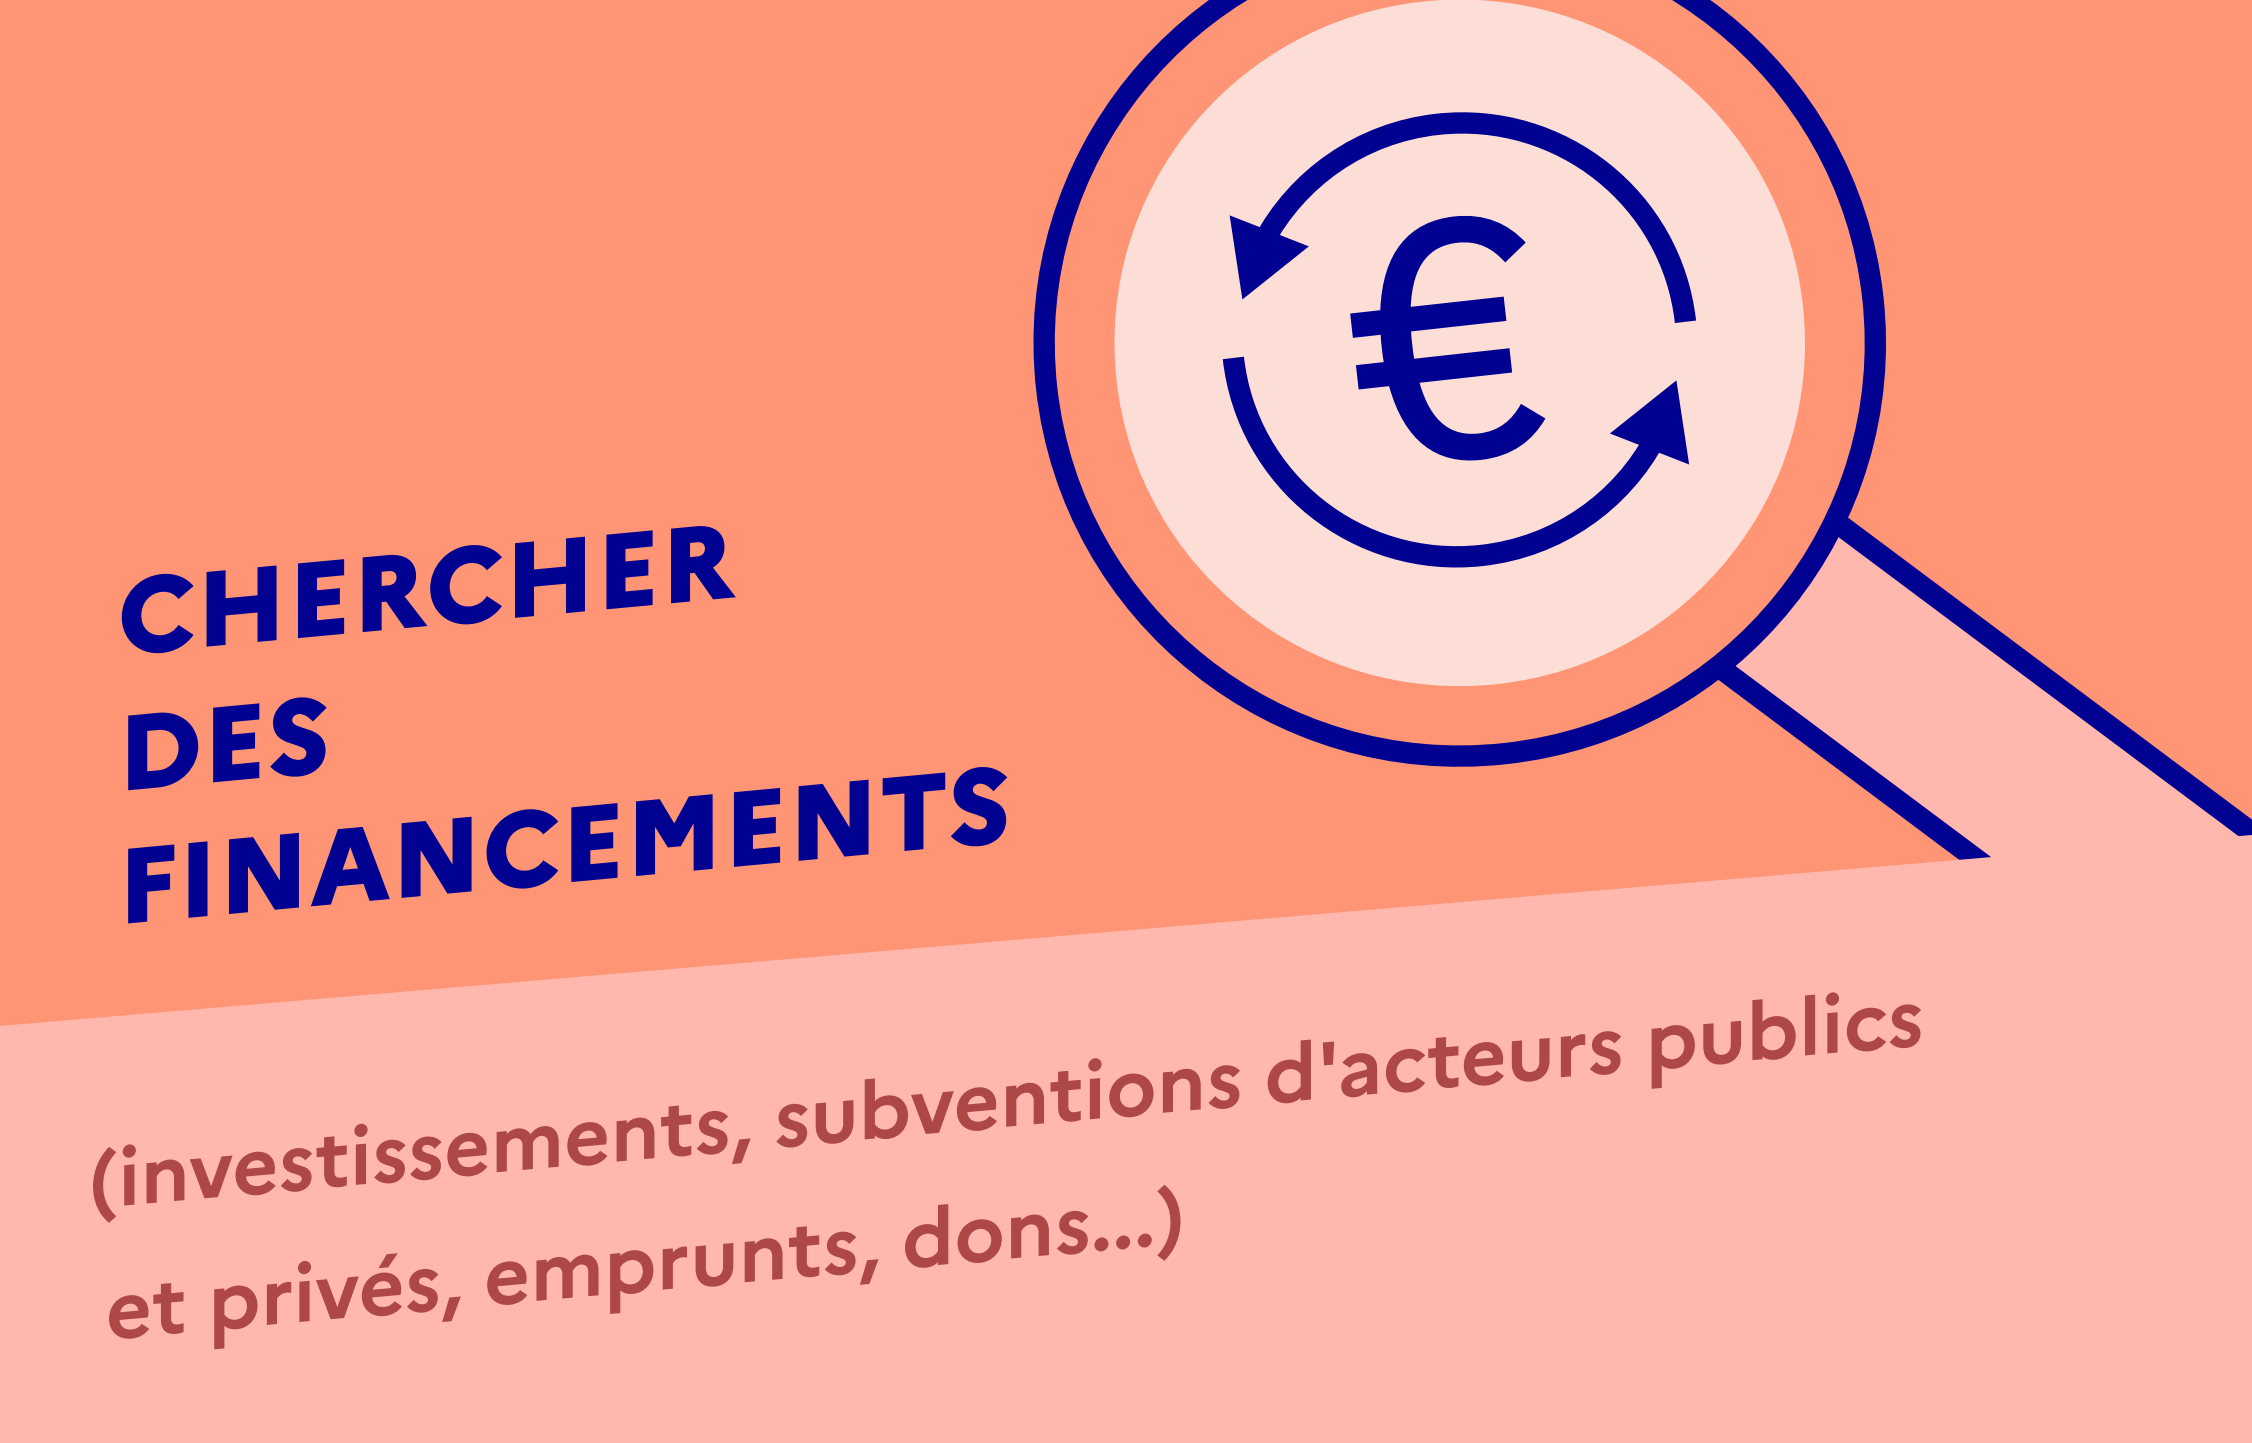 CHERCHER
DES
FINANCEMENTS
€
(investissements, subventions d'acteurs publics
et privés, emprunts, dons...)